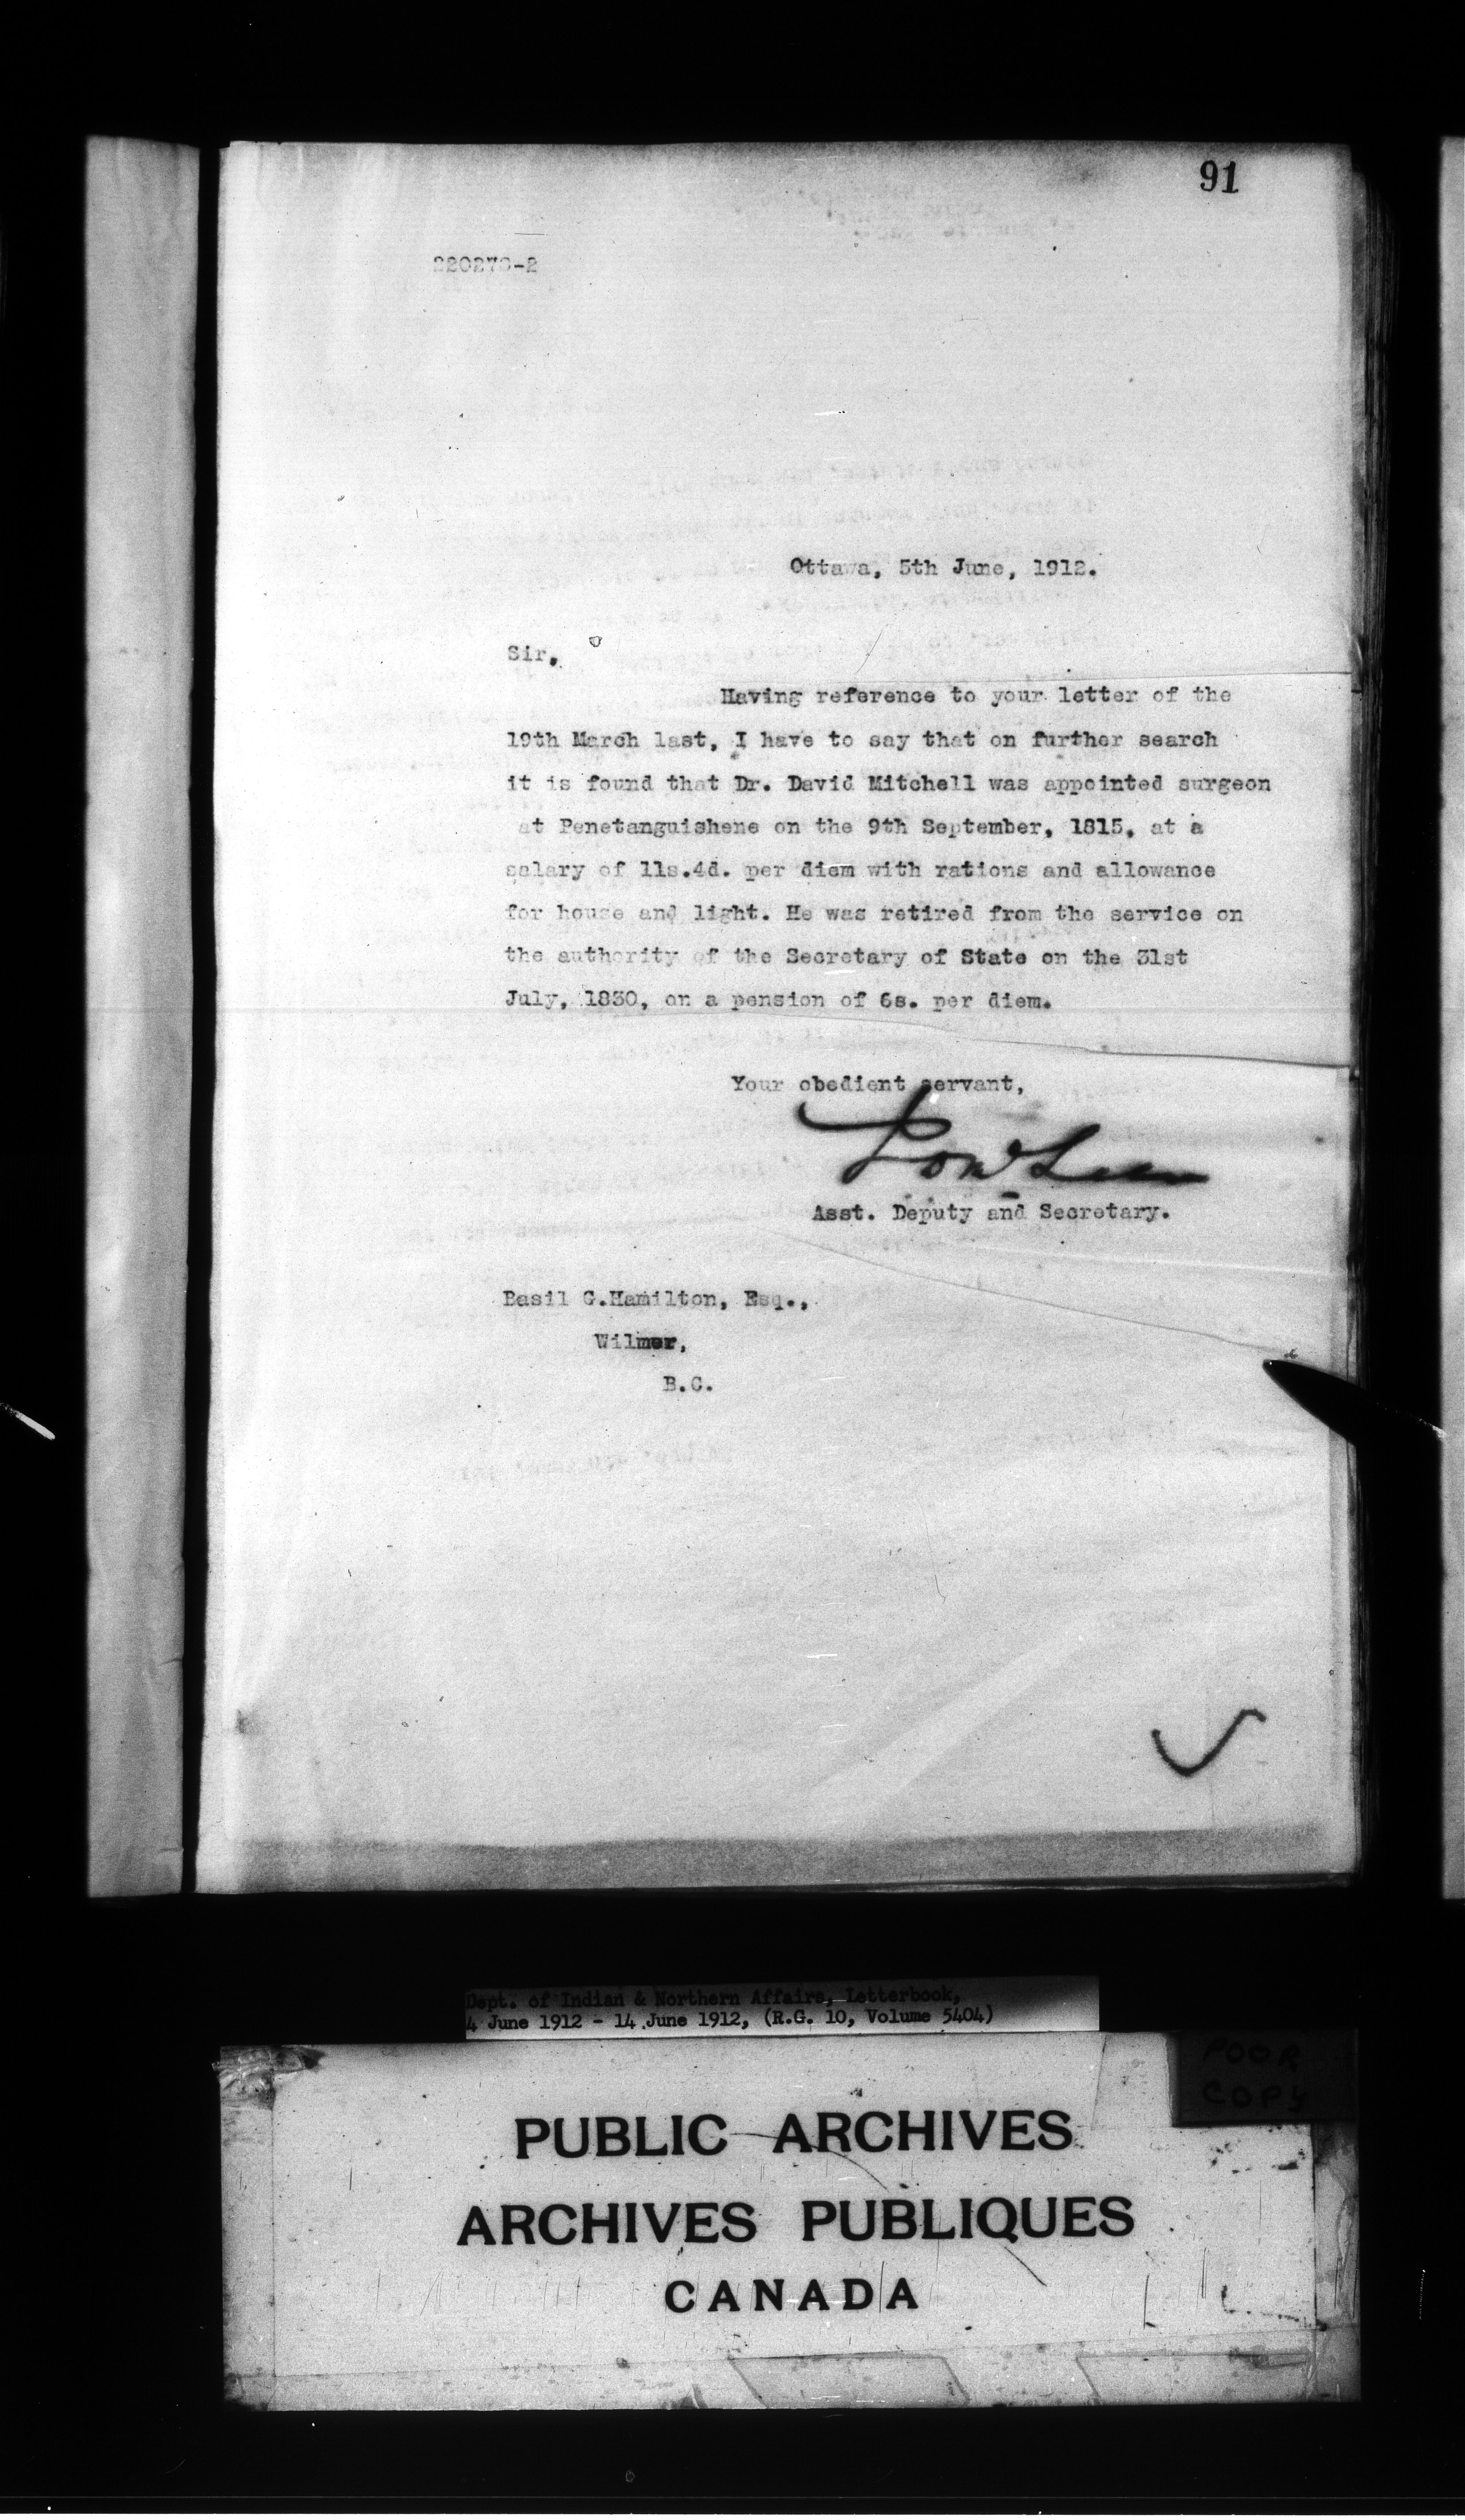 91
220273-2
Ottawa, 5th June, 1912.
Sir,
Having reference to your letter of the
19th March last, I have to say that on further search
it is found that Dr. David Mitchell was appointed surgeon
at Penetanguishene on the 9th September, 1815, at a
salary of 11s.4d. per diem with rations and allowance
for house and light. He was retired from the service on
the authority of the Secretary of State on the 31st
July, 1830, on a pension of 6s. per diem.
Your obedient servant,
Asst. Deputy and Secretary.
Basil G.Hamilton, Esq.,
Wilmer,
B.C.
Dept. of Indian & Northern Affairs, Letterbook,
4 June 1912 - 14 June 1912, (R.G. 10, Volume 5404)
POOR
COPY
PUBLIC ARCHIVES
ARCHIVES PUBLIQUES
CANADA